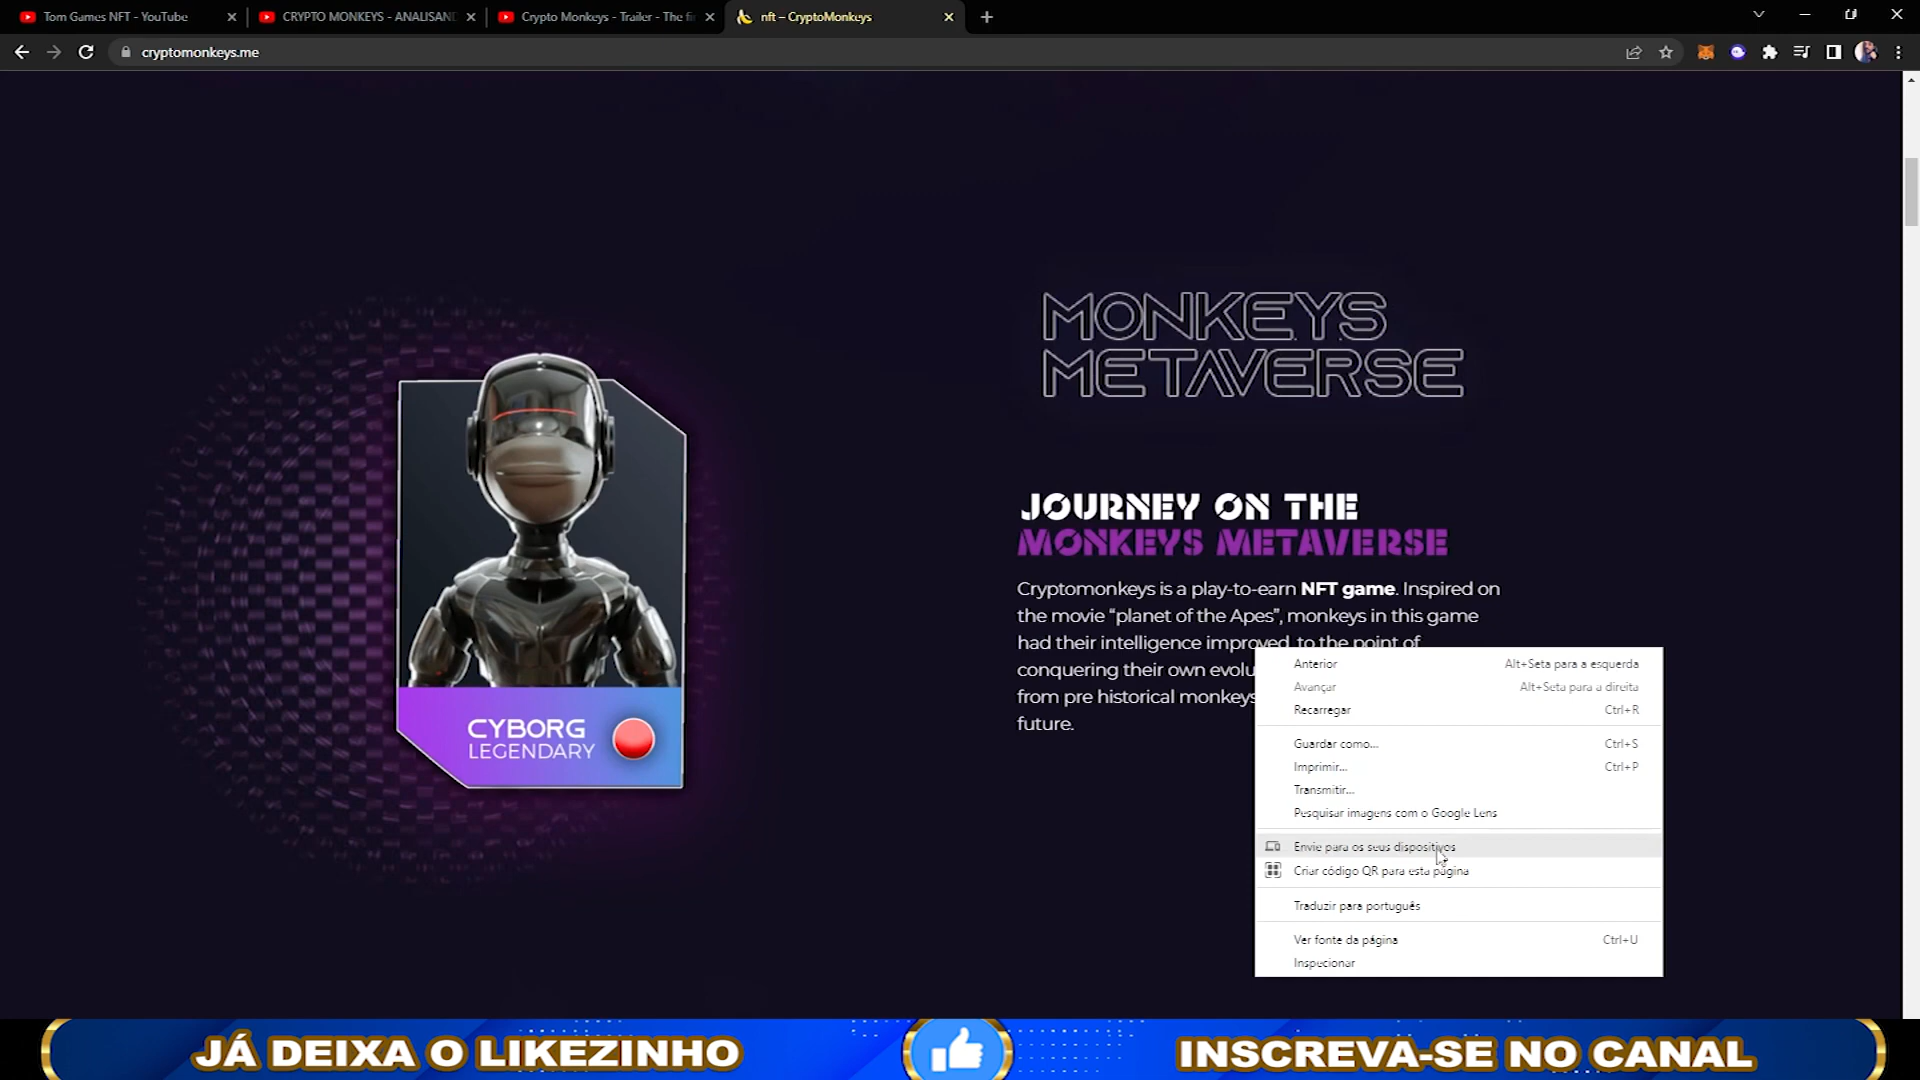 Tom Games NFT - YouTube
CRYPTO MONKEYS - ANALISAND
Crypto Monkeys - Trailer - The fi
nft – CryptoMonkeys
cryptomonkeys.me
MONKEYS
METAVERSE
JOURNEY ON THE
MONKEYS METAVERSE
Cryptomonkeys is a play-to-earn NFT game. Inspired on
the movie “planet of the Apes”, monkeys in this game
had their intelligence improved, to the point of
conquering their own evolu
from pre historical monkeys
future.
CYBORG
LEGENDARY
Anterior Alt+Seta para a esquerda
Avançar Alt+Seta para a direita
Recarregar Ctrl+R
Guardar como... Ctrl+S
Imprimir... Ctrl+P
Transmitir...
Pesquisar imagens com o Google Lens
Envie para os seus dispositivos
Criar código QR para esta página
Traduzir para português
Ver fonte da página Ctrl+U
Inspecionar
JÁ DEIXA O LIKEZINHO
INSCREVA-SE NO CANAL